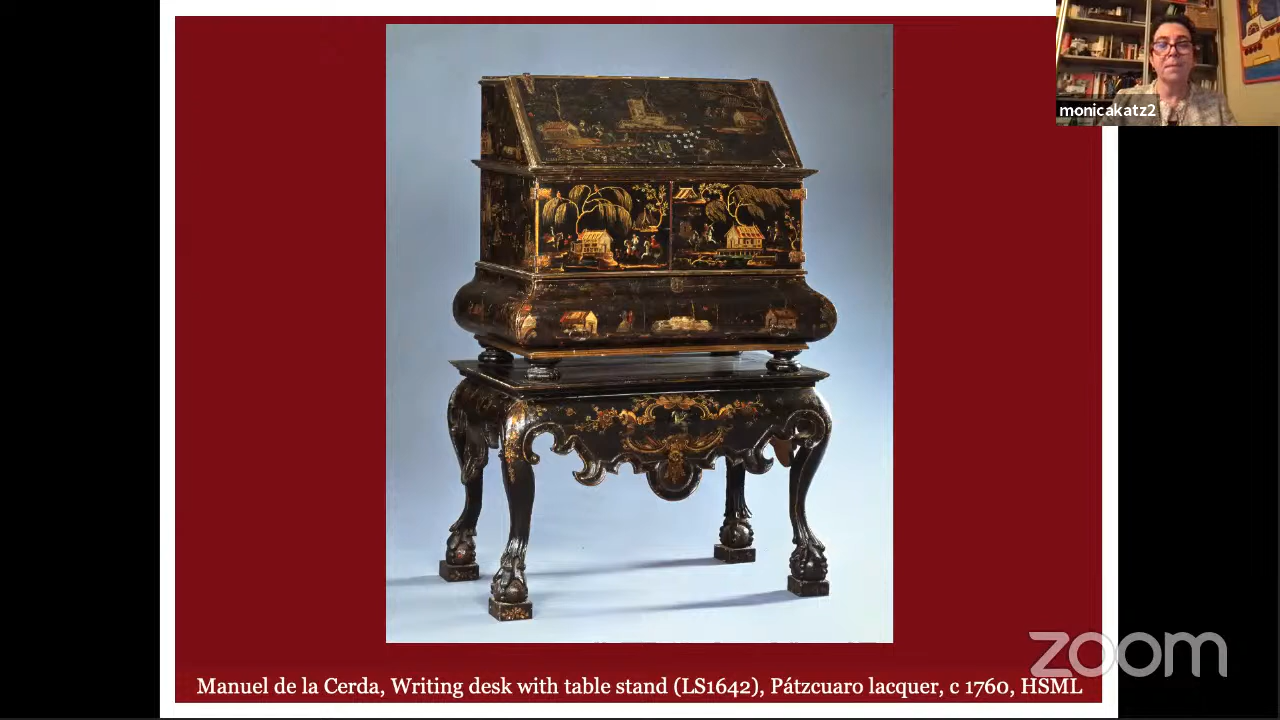 monicakatz2
zoom
Manuel de la Cerda, Writing desk with table stand (LS1642), Pátzcuaro lacquer, c 1760, HSML